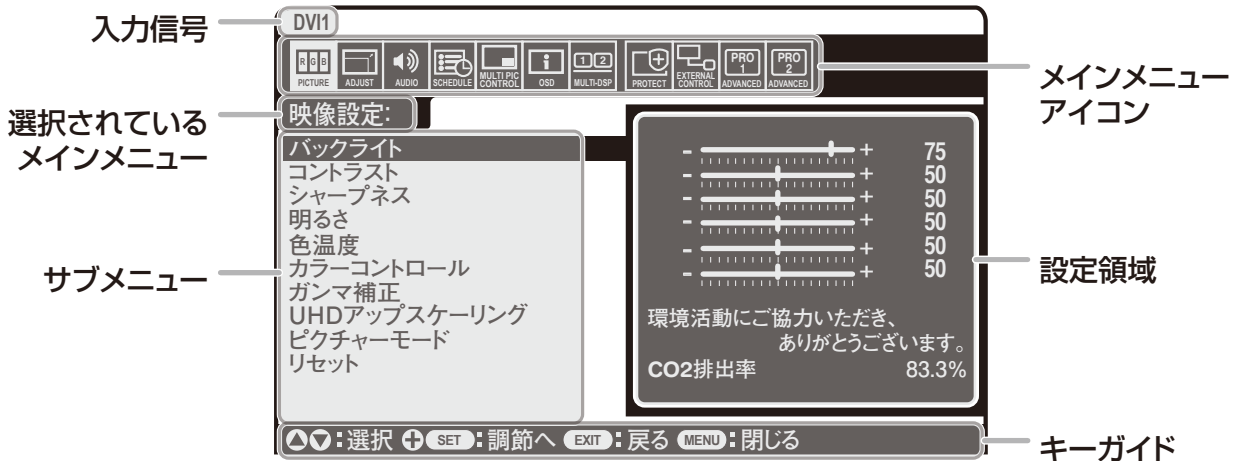 入力信号
DVI1
RGB
PICTURE
ADJUST
AUDIO
SCHEDULE
MULTI PIC
CONTROL
OSD
1 2
MULTI-DSP
PROTECT
EXTERNAL
CONTROL
PRO
1
ADVANCED
PRO
2
ADVANCED
メインメニュー
アイコン
選択されている
メインメニュー
映像設定:
サブメニュー
バックライト
コントラスト
シャープネス
明るさ
色温度
カラーコントロール
ガンマ補正
UHDアップスケーリング
ピクチャーモード
リセット
- + 75
- + 50
- + 50
- + 50
- + 50
- + 50
環境活動にご協力いただき、
ありがとうございます。
CO2排出率 83.3%
設定領域
:選択 SET:調節へ EXIT:戻る MENU:閉じる
キーガイド